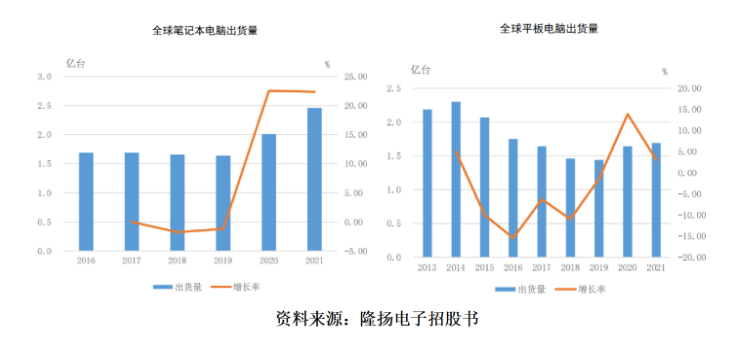 全球笔记本电脑出货量
亿台 %
3.0 25.00
2.5 20.00
2.0 15.00
1.5 10.00
1.0 5.00
0.5 0.00
0.0 -5.00
2016 2017 2018 2019 2020 2021
出货量 增长率
全球平板电脑出货量
亿台 %
2.5 20.00
15.00
2.0 10.00
5.00
1.5 0.00
1.0 -5.00
-10.00
0.5 -15.00
0.0 -20.00
2013 2014 2015 2016 2017 2018 2019 2020 2021
出货量 增长率
资料来源：隆扬电子招股书